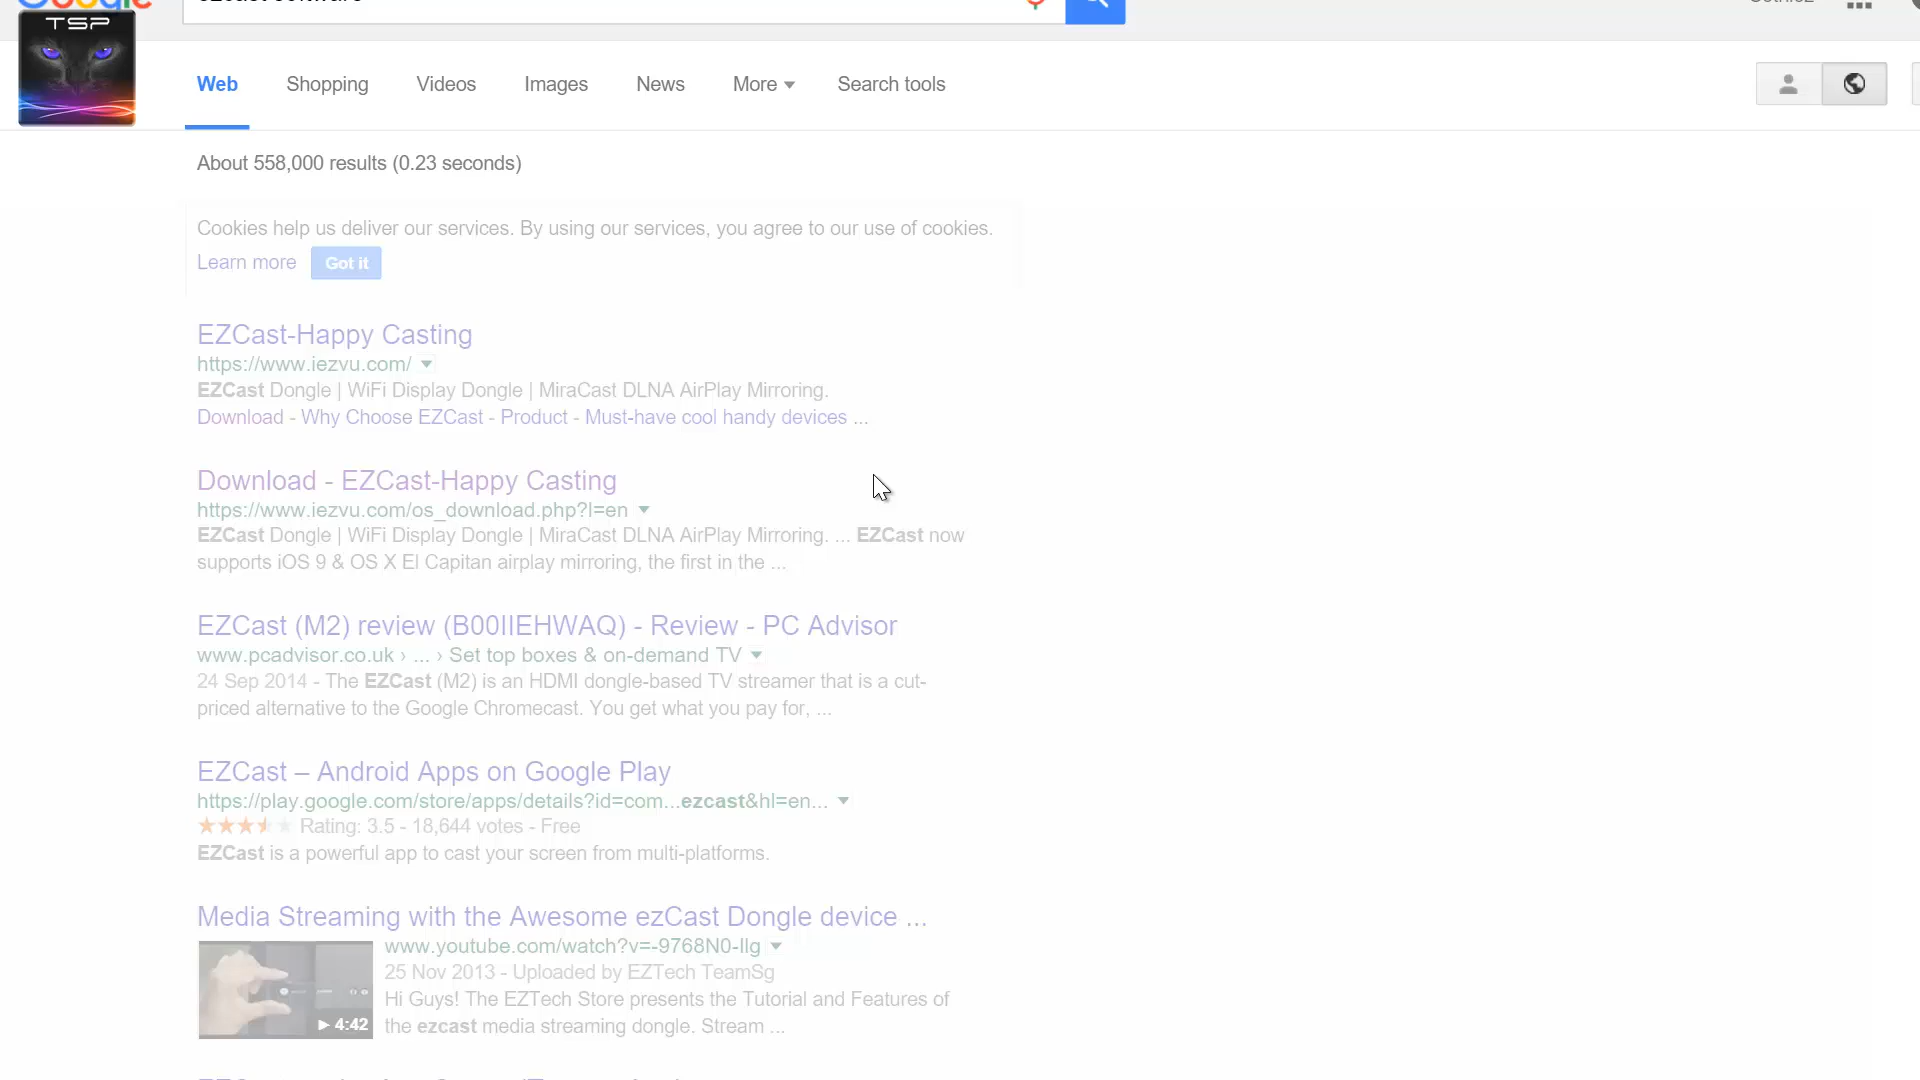 Google
TSP
ezcast software
Web
Shopping
Videos
Images
News
More
Search tools
About 558,000 results (0.23 seconds)
Cookies help us deliver our services. By using our services, you agree to our use of cookies.
Learn more
Got it
EZCast-Happy Casting
https://www.iezvu.com/
EZCast Dongle | WiFi Display Dongle | MiraCast DLNA AirPlay Mirroring.
Download - Why Choose EZCast - Product - Must-have cool handy devices ...
Download - EZCast-Happy Casting
https://www.iezvu.com/os_download.php?l=en
EZCast Dongle | WiFi Display Dongle | MiraCast DLNA AirPlay Mirroring. ... EZCast now
supports iOS 9 & OS X El Capitan airplay mirroring, the first in the ...
EZCast (M2) review (B00IIEHWAQ) - Review - PC Advisor
www.pcadvisor.co.uk › ... › Set top boxes & on-demand TV
24 Sep 2014 - The EZCast (M2) is an HDMI dongle-based TV streamer that is a cut-
priced alternative to the Google Chromecast. You get what you pay for, ...
EZCast – Android Apps on Google Play
https://play.google.com/store/apps/details?id=com...ezcast&hl=en...
Rating: 3.5 - 18,644 votes - Free
EZCast is a powerful app to cast your screen from multi-platforms.
Media Streaming with the Awesome ezCast Dongle device ...
www.youtube.com/watch?v=-9768N0-lIg
25 Nov 2013 - Uploaded by EZTech TeamSg
Hi Guys! The EZTech Store presents the Tutorial and Features of
4:42
the ezcast media streaming dongle. Stream ...